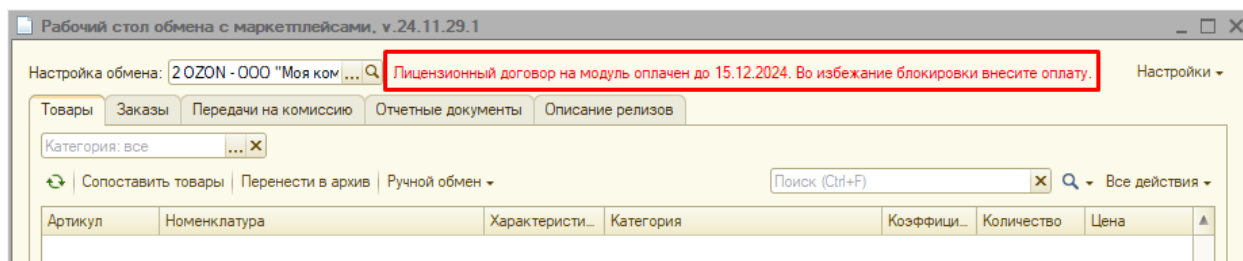 Рабочий стол обмена с маркетплейсами, v.24.11.29.1
Настройка обмена: 2 OZON - ООО "Моя ком ... Лицензионный договор на модуль оплачен до 15.12.2024. Во избежание блокировки внесите оплату. Настройки
Товары Заказы Передачи на комиссию Отчетные документы Описание релизов
Категория: все ...
Сопоставить товары Перенести в архив Ручной обмен Поиск (Ctrl+F) Все действия
Артикул Номенклатура Характеристи... Категория Коэффици... Количество Цена